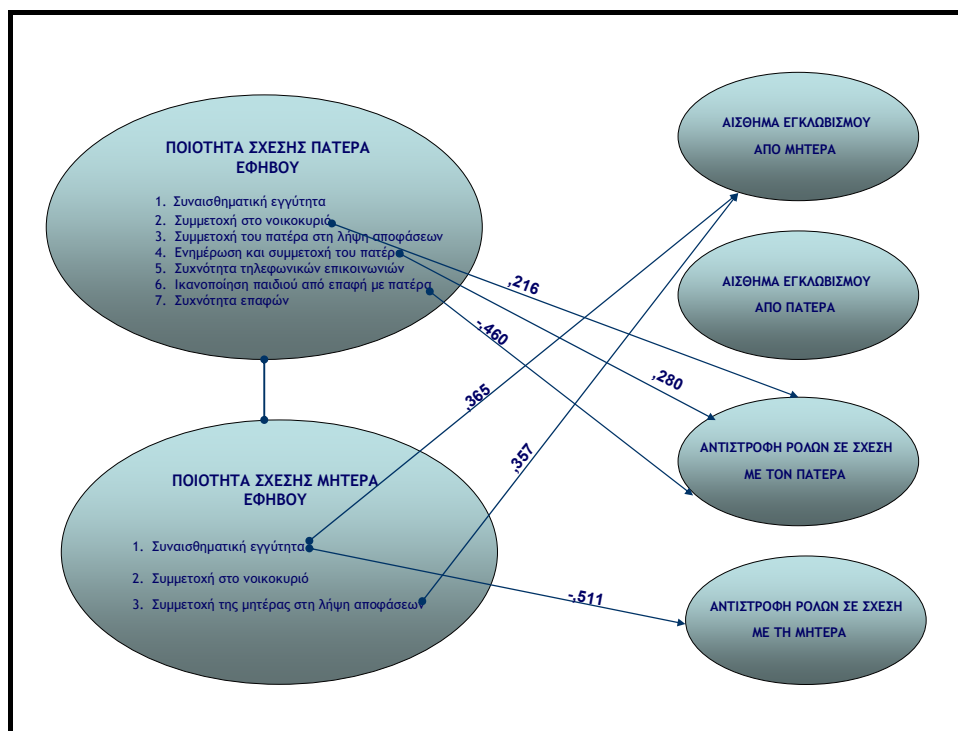 ΠΟΙΟΤΗΤΑ ΣΧΕΣΗΣ ΠΑΤΕΡΑ
ΕΦΗΒΟΥ
1. Συναισθηματική εγγύτητα
2. Συμμετοχή στο νοικοκυριό
3. Συμμετοχή του πατέρα στη λήψη αποφάσεων
4. Ενημέρωση και συμμετοχή του πατέρα
5. Συχνότητα τηλεφωνικών επικοινωνιών
6. Ικανοποίηση παιδιού από επαφή με πατέρα
7. Συχνότητα επαφών
ΠΟΙΟΤΗΤΑ ΣΧΕΣΗΣ ΜΗΤΕΡΑ
ΕΦΗΒΟΥ
1. Συναισθηματική εγγύτητα
2. Συμμετοχή στο νοικοκυριό
3. Συμμετοχή της μητέρας στη λήψη αποφάσεων
,216
-,460
,280
,365
,357
-,511
ΑΙΣΘΗΜΑ ΕΓΚΛΩΒΙΣΜΟΥ
ΑΠΟ ΜΗΤΕΡΑ
ΑΙΣΘΗΜΑ ΕΓΚΛΩΒΙΣΜΟΥ
ΑΠΟ ΠΑΤΕΡΑ
ΑΝΤΙΣΤΡΟΦΗ ΡΟΛΩΝ ΣΕ ΣΧΕΣΗ
ΜΕ ΤΟΝ ΠΑΤΕΡΑ
ΑΝΤΙΣΤΡΟΦΗ ΡΟΛΩΝ ΣΕ ΣΧΕΣΗ
ΜΕ ΤΗ ΜΗΤΕΡΑ